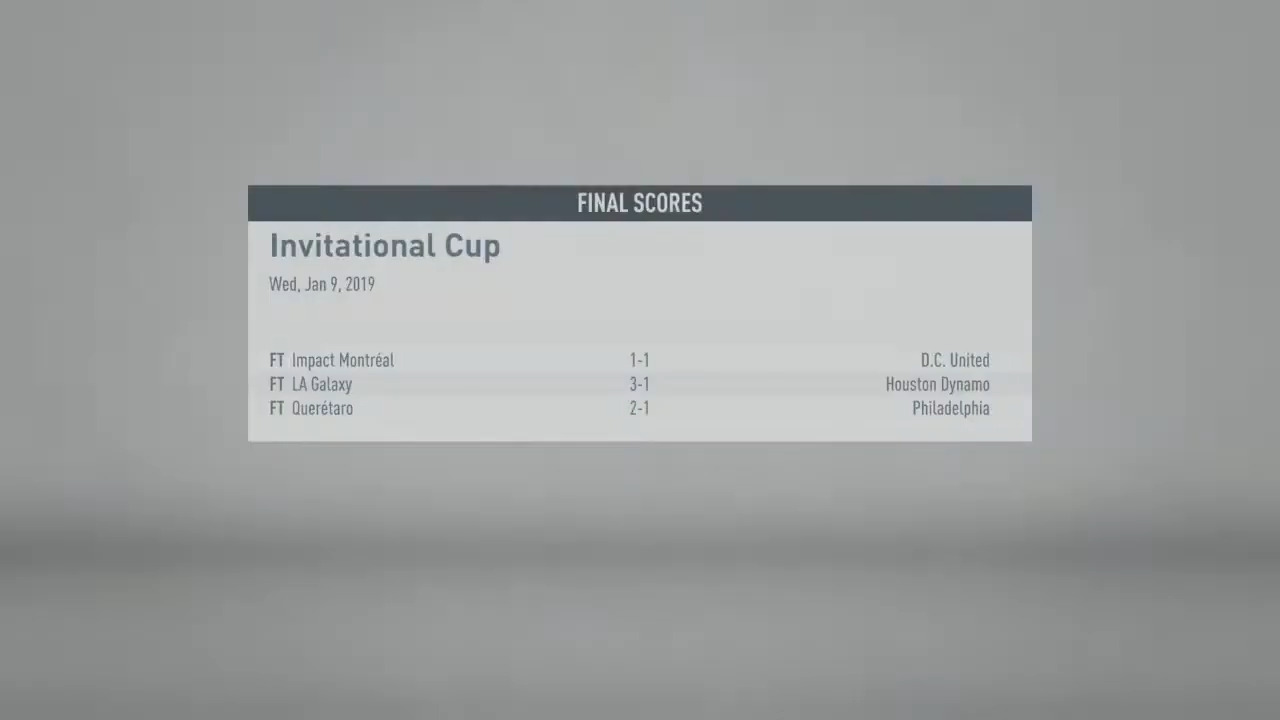 FINAL SCORES
Invitational Cup
Wed, Jan 9, 2019
FT Impact Montréal 1-1 D.C. United
FT LA Galaxy 3-1 Houston Dynamo
FT Querétaro 2-1 Philadelphia